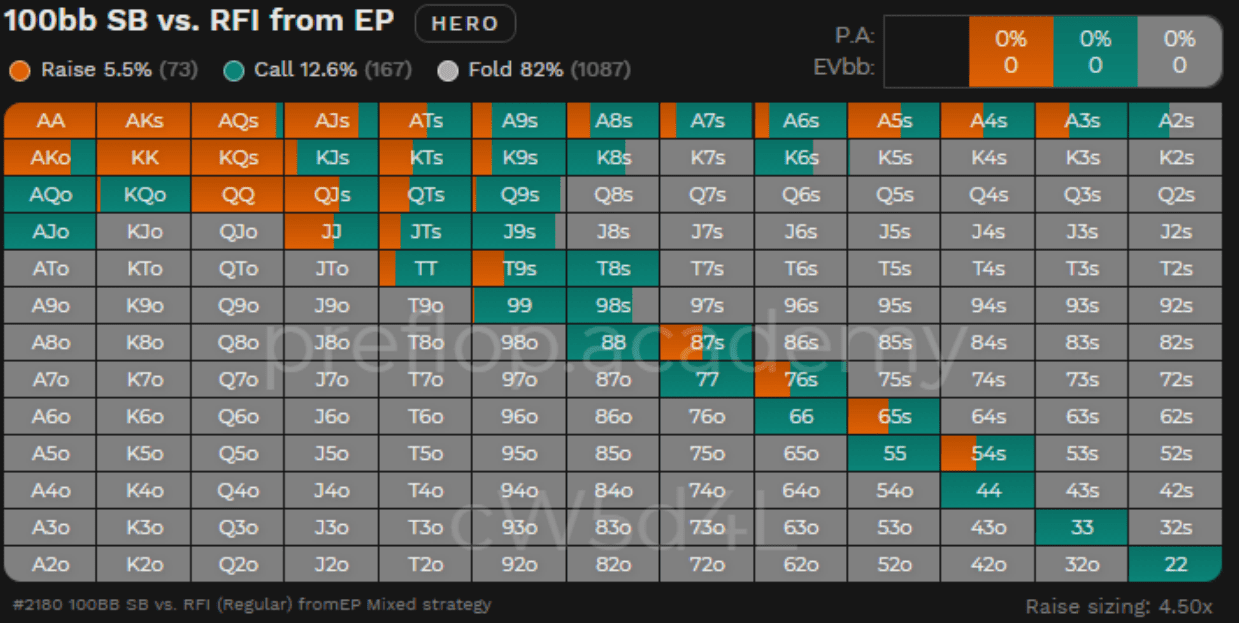 100bb SB vs. RFI from EP HERO
P.A: 0% 0% 0%
Raise 5.5% (73) Call 12.6% (167) Fold 82% (1087)
EVbb: 0 0 0
AA AKs AQs AJs ATs A9s A8s A7s A6s A5s A4s A3s A2s
AKo KK KQs KJs KTs K9s K8s K7s K6s K5s K4s K3s K2s
AQo KQo QQ QJs QTs Q9s Q8s Q7s Q6s Q5s Q4s Q3s Q2s
AJo KJo QJo JJ JTs J9s J8s J7s J6s J5s J4s J3s J2s
ATo KTo QTo JTo TT T9s T8s T7s T6s T5s T4s T3s T2s
A9o K9o Q9o J9o T9o 99 98s 97s 96s 95s 94s 93s 92s
preflop.academy
A8o K8o Q8o J8o T8o 98o 88 87s 86s 85s 84s 83s 82s
A7o K7o Q7o J7o T7o 97o 87o 77 76s 75s 74s 73s 72s
A6o K6o Q6o J6o T6o 96o 86o 76o 66 65s 64s 63s 62s
A5o K5o Q5o J5o T5o 95o 85o 75o 65o 55 54s 53s 52s
A4o K4o Q4o J4o T4o 94o 84o 74o 64o 54o 44 43s 42s
cW5d4L
A3o K3o Q3o J3o T3o 93o 83o 73o 63o 53o 43o 33 32s
A2o K2o Q2o J2o T2o 92o 82o 72o 62o 52o 42o 32o 22
#2180 100BB SB vs. RFI (Regular) fromEP Mixed strategy
Raise sizing: 4.50x